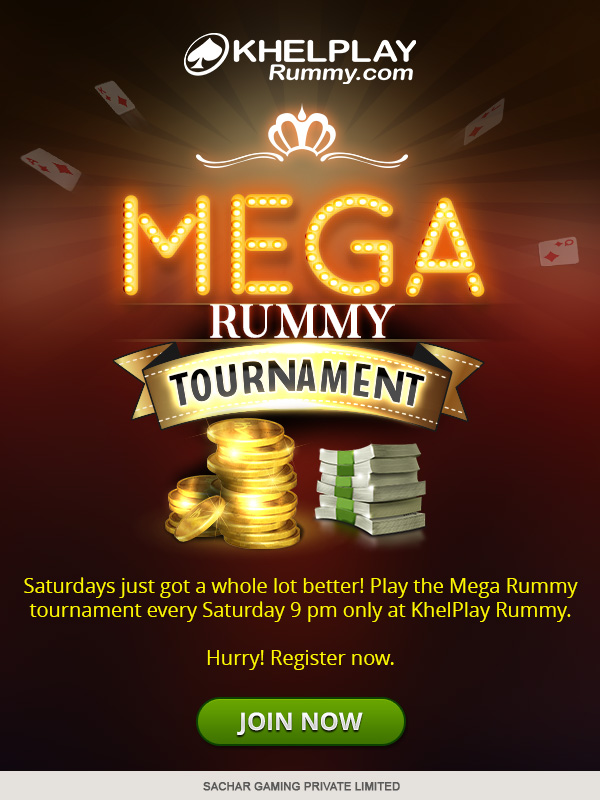 KHELPLAY
Rummy.com
MEGA
RUMMY
TOURNAMENT
Saturdays just got a whole lot better! Play the Mega Rummy
tournament every Saturday 9 pm only at KhelPlay Rummy.
Hurry! Register now.
JOIN NOW
SACHAR GAMING PRIVATE LIMITED